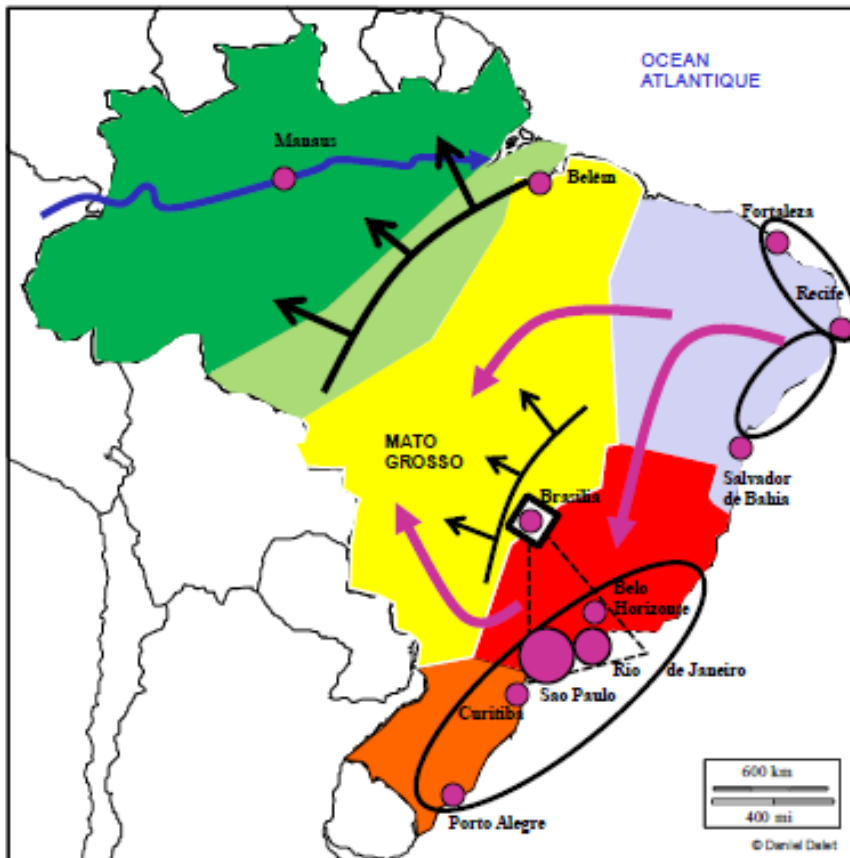 OCEAN
ATLANTIQUE
Manaus
Belém
Fortaleza
Recife
MATO
GROSSO
Brasilia
Salvador
de Bahia
Belo
Horizonte
Rio de Janeiro
Sao Paulo
Curitiba
Porto Alegre
600 km
400 mi
© Daniel Dalet